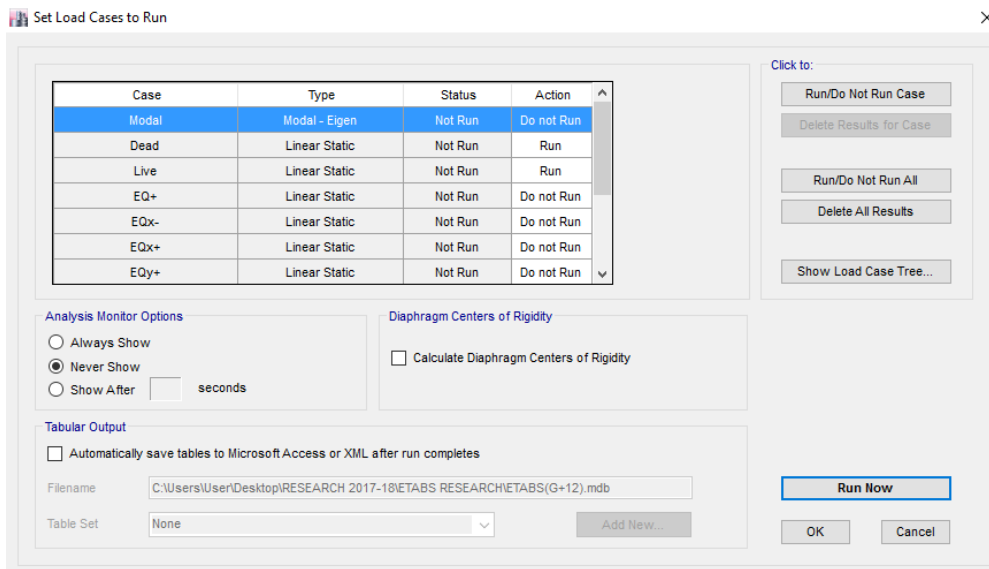 Set Load Cases to Run
Click to:
Case Type Status Action
Modal Modal - Eigen Not Run Do not Run
Dead Linear Static Not Run Run
Live Linear Static Not Run Run
EQ+ Linear Static Not Run Do not Run
EQx- Linear Static Not Run Do not Run
EQx+ Linear Static Not Run Do not Run
EQy+ Linear Static Not Run Do not Run
Run/Do Not Run Case
Delete Results for Case
Run/Do Not Run All
Delete All Results
Show Load Case Tree...
Analysis Monitor Options
Always Show
Never Show
Show After seconds
Diaphragm Centers of Rigidity
Calculate Diaphragm Centers of Rigidity
Tabular Output
Automatically save tables to Microsoft Access or XML after run completes
Filename C:\Users\User\Desktop\RESEARCH 2017-18\ETABS RESEARCH\ETABS(G+12).mdb
Table Set None Add New...
Run Now
OK Cancel